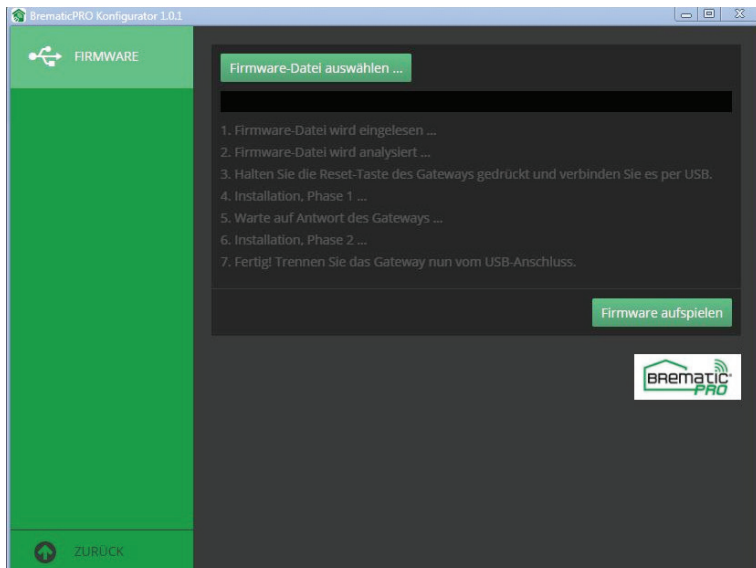 BrematicPRO Konfigurator 1.0.1
FIRMWARE
Firmware-Datei auswählen ...
1. Firmware-Datei wird eingelesen ...
2. Firmware-Datei wird analysiert ...
3. Halten Sie die Reset-Taste des Gateways gedrückt und verbinden Sie es per USB.
4. Installation, Phase 1 ...
5. Warte auf Antwort des Gateways ...
6. Installation, Phase 2 ...
7. Fertig! Trennen Sie das Gateway nun vom USB-Anschluss.
Firmware aufspielen
BRematic
PRO
ZURÜCK